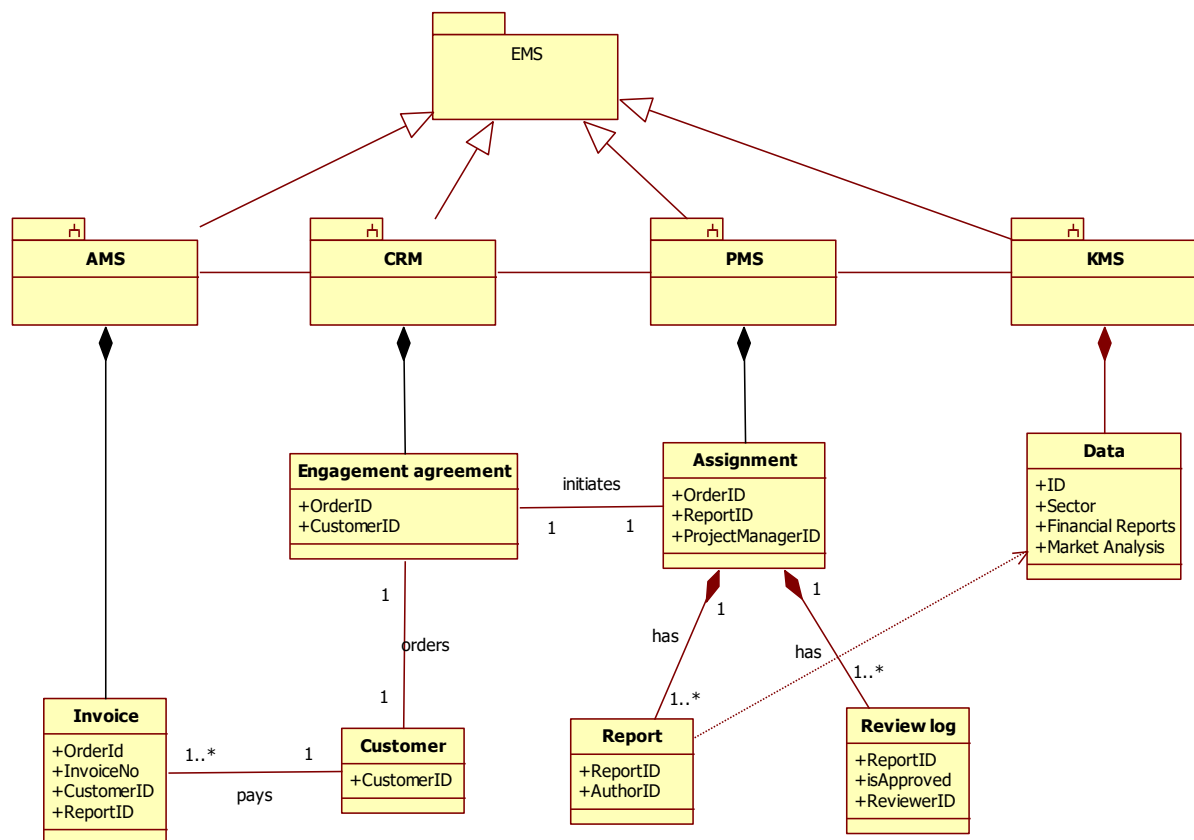 EMS
AMS
CRM
PMS
KMS
Engagement agreement
+OrderID
+CustomerID
initiates
1
1
Assignment
+OrderID
+ReportID
+ProjectManagerID
Data
+ID
+Sector
+Financial Reports
+Market Analysis
1
orders
1
1
has
1..*
1
has
1..*
Invoice
+OrderId
+InvoiceNo
+CustomerID
+ReportID
1..*
1
pays
Customer
+CustomerID
Report
+ReportID
+AuthorID
Review log
+ReportID
+isApproved
+ReviewerID